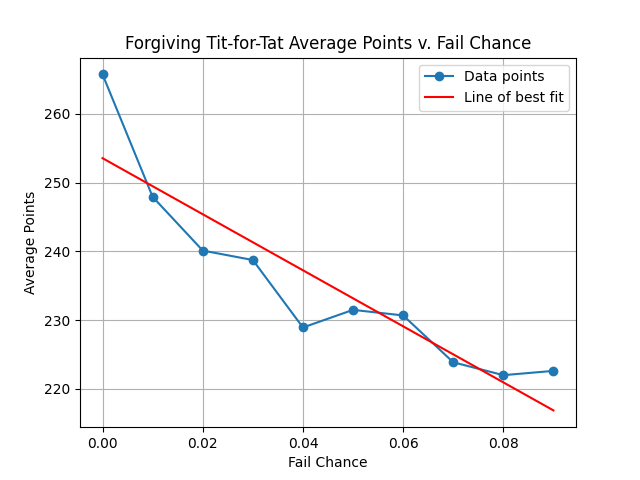 Forgiving Tit-for-Tat Average Points v. Fail Chance
Data points
Line of best fit
Average Points
260
250
240
230
220
0.00 0.02 0.04 0.06 0.08
Fail Chance